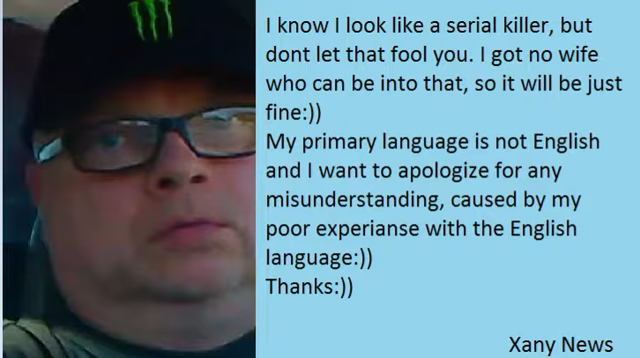 I know I look like a serial killer, but
dont let that fool you. I got no wife
who can be into that, so it will be just
fine:))
My primary language is not English
and I want to apologize for any
misunderstanding, caused by my
poor experianse with the English
language:))
Thanks:))
Xany News